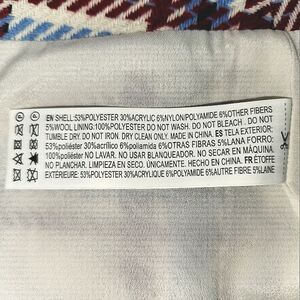 EN SHELL:53%POLYESTER 30%ACRYLIC 6%NYLON/POLYAMIDE 6%OTHER FIBERS
5%WOOL LINING:100%POLYESTER DO NOT WASH. DO NOT BLEACH . DO NOT
TUMBLE DRY. DO NOT IRON. DRY CLEAN ONLY. MADE IN CHINA. ES TELA EXTERIOR;
53%poliéster 30%acrílico 6%poliamida 6%OTRAS FIBRAS 5%LANA FORRO:
100%poliéster NO LAVAR. NO USAR BLANQUEADOR. NO SECAR EN MÁQUINA.
NO PLANCHAR. LIMPIEZA EN SECO. ÚNICAMENTE. HECHO EN CHINA. FR ÉTOFFE
EXTÉRIEURE: 53%POLYESTER 30%ACRYLIQUE 6%POLYAMIDE 6%AUTRE FIBRE 5%LAINE